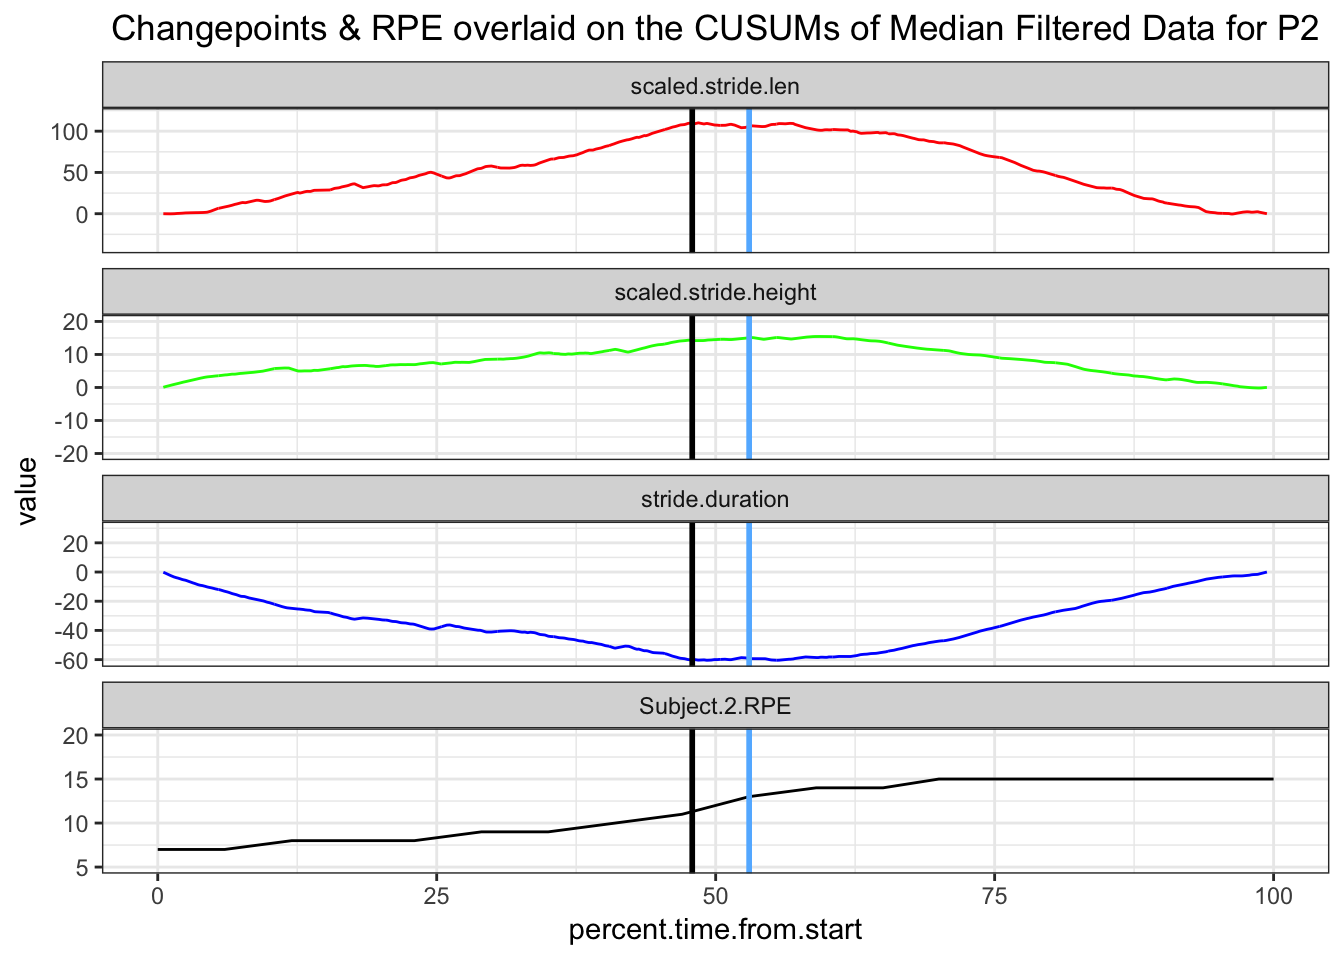 Changepoints & RPE overlaid on the CUSUMs of Median Filtered Data for P2
scaled.stride.len
100
50
0
scaled.stride.height
20
10
0
-10
-20
value
stride.duration
20
0
-20
-40
-60
Subject.2.RPE
20
15
10
5
0 25 50 75 100
percent.time.from.start